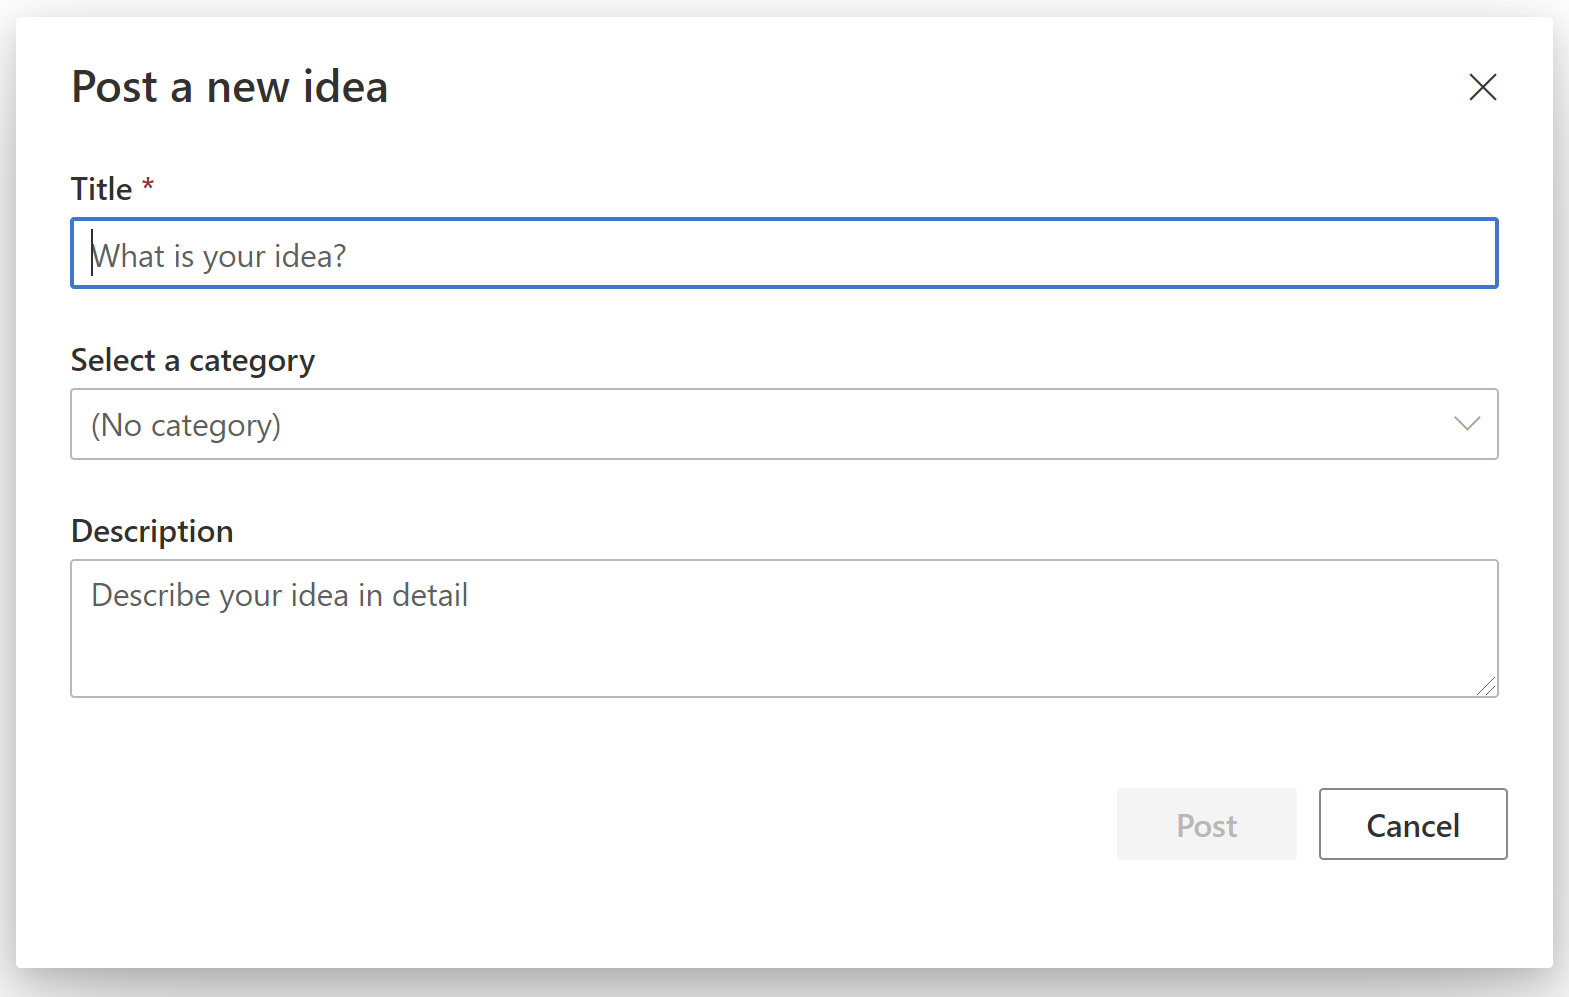 Post a new idea
Title *
What is your idea?
Select a category
(No category)
Description
Describe your idea in detail
Post
Cancel